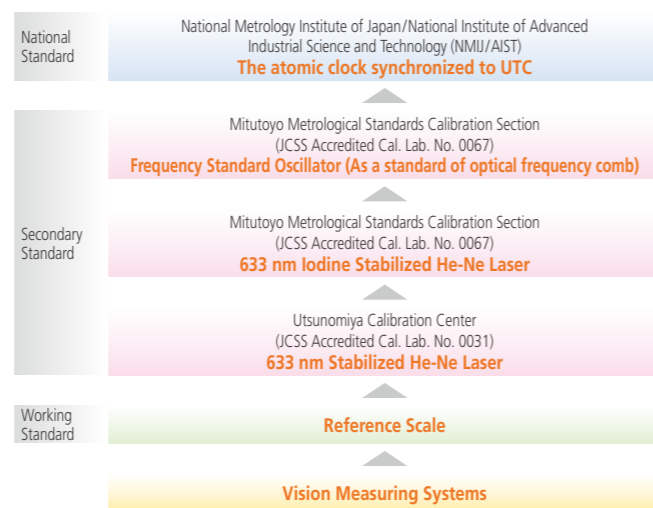 National
Standard
National Metrology Institute of Japan/National Institute of Advanced
Industrial Science and Technology (NMIJ/AIST)
The atomic clock synchronized to UTC
Secondary
Standard
Mitutoyo Metrological Standards Calibration Section
(JCSS Accredited Cal. Lab. No. 0067)
Frequency Standard Oscillator (As a standard of optical frequency comb)
Mitutoyo Metrological Standards Calibration Section
(JCSS Accredited Cal. Lab. No. 0067)
633 nm Iodine Stabilized He-Ne Laser
Utsunomiya Calibration Center
(JCSS Accredited Cal. Lab. No. 0031)
633 nm Stabilized He-Ne Laser
Working
Standard
Reference Scale
Vision Measuring Systems